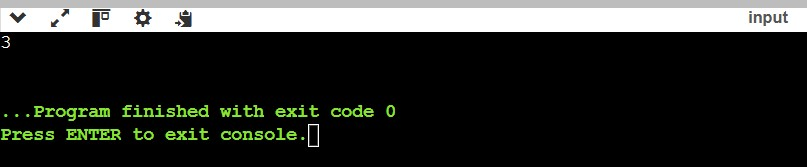 input
3
...Program finished with exit code 0
Press ENTER to exit console.